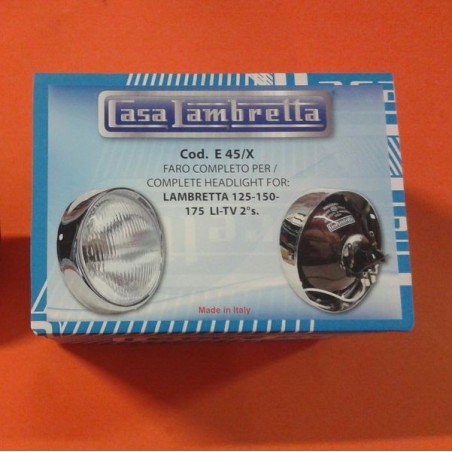 Casa Lambretta
Cod. E 45/X
FARO COMPLETO PER /
COMPLETE HEADLIGHT FOR:
LAMBRETTA 125-150-
175 LI-TV 2°s.
Made in Italy